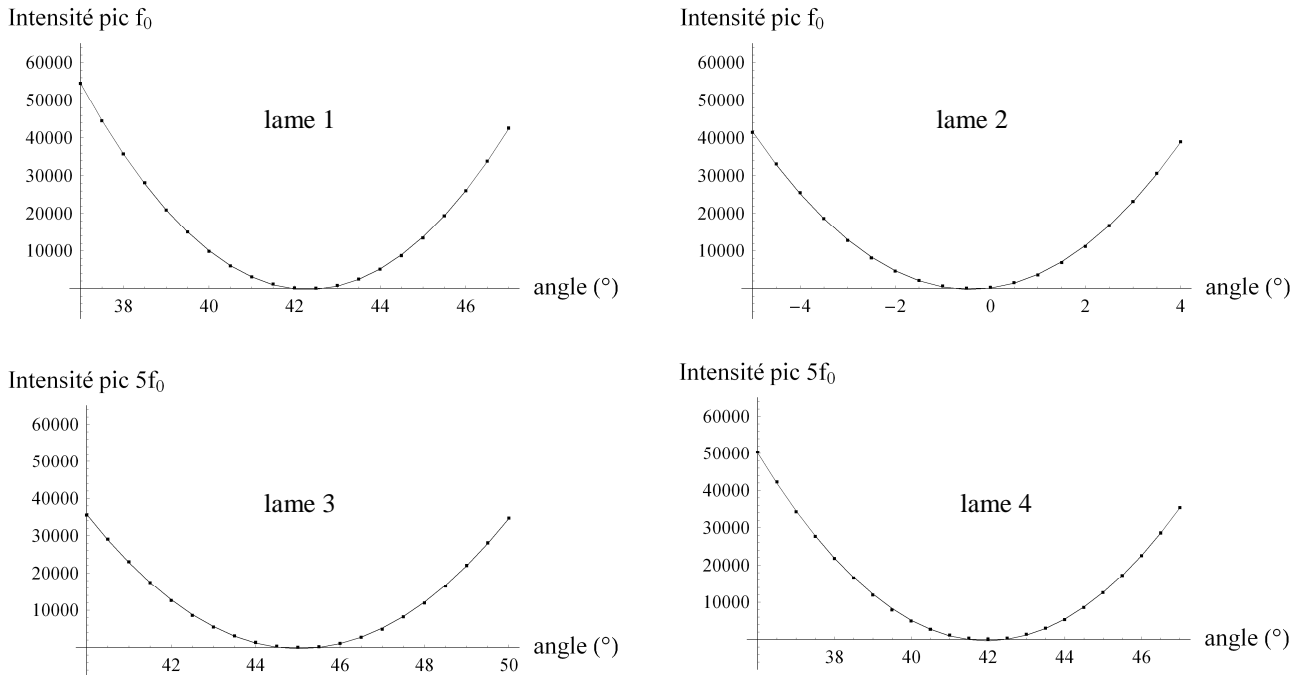 Intensité pic f₀
60000
50000
40000
30000
20000
10000
lame 1
38 40 42 44 46
angle (°)
Intensité pic f₀
60000
50000
40000
30000
20000
10000
lame 2
−4 −2 0 2 4
angle (°)
Intensité pic 5f₀
60000
50000
40000
30000
20000
10000
lame 3
42 44 46 48 50
angle (°)
Intensité pic 5f₀
60000
50000
40000
30000
20000
10000
lame 4
38 40 42 44 46
angle (°)